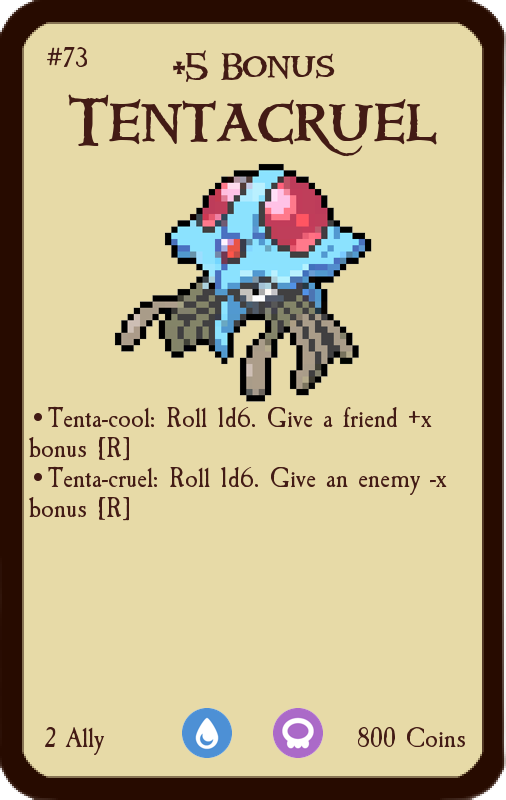 #73
+5 Bonus
Tentacruel
•Tenta-cool: Roll 1d6. Give a friend +x
bonus [R]
•Tenta-cruel: Roll 1d6. Give an enemy -x
bonus [R]
2 Ally
800 Coins